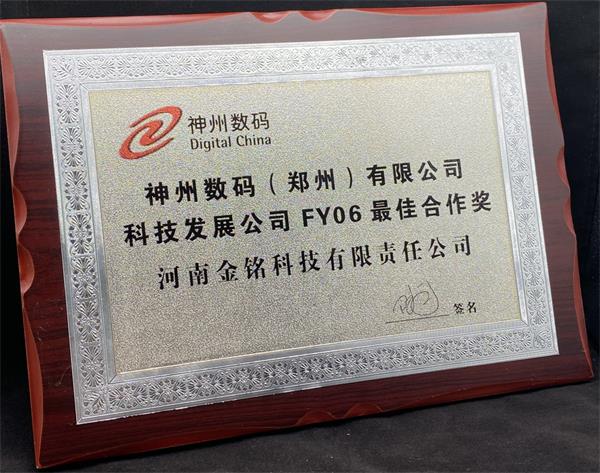 神州数码
Digital China
神州数码（郑州）有限公司
科技发展公司 FY06 最佳合作奖
河南金铭科技有限责任公司
签名